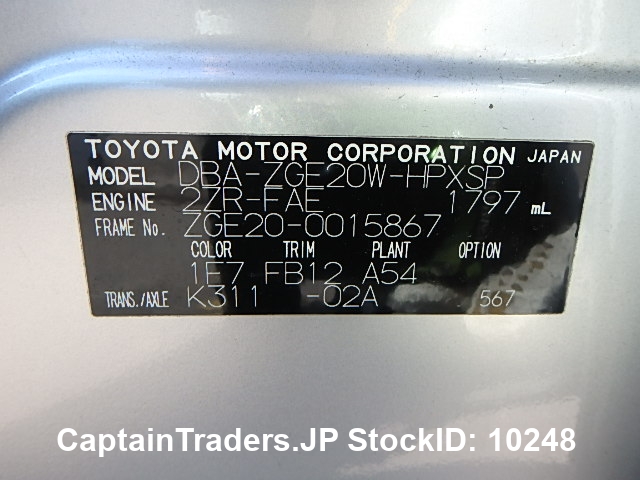 TOYOTA MOTOR CORPORATION JAPAN
MODEL DBA-ZGE20W-HPXSP
ENGINE 2ZR-FAE 1797 mL
FRAME No. ZGE20-0015867
COLOR TRIM PLANT OPTION
1F7 FB12 A54
TRANS./AXLE K311 -02A 567
CaptainTraders.JP StockID: 10248